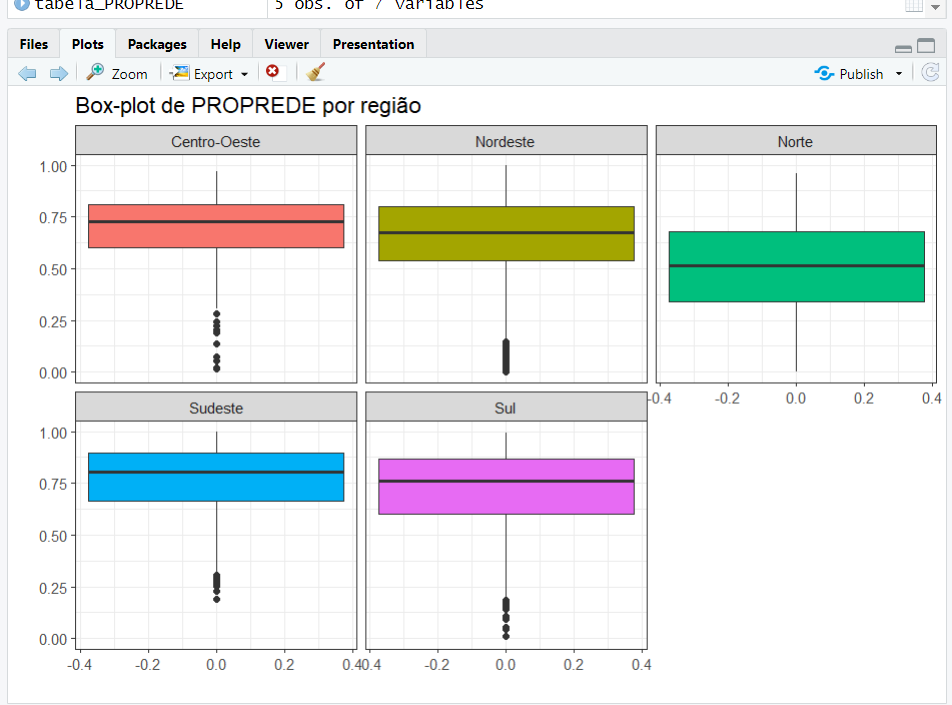 tabela_PROPREDE 5 obs. of 7 variables
Files Plots Packages Help Viewer Presentation
Zoom Export Publish
Box-plot de PROPREDE por região
Centro-Oeste Nordeste Norte
1.00
0.75
0.50
0.25
0.00
-0.4 -0.2 0.0 0.2 0.4
Sudeste Sul
1.00
0.75
0.50
0.25
0.00
-0.4 -0.2 0.0 0.2 0.4 -0.4 -0.2 0.0 0.2 0.4